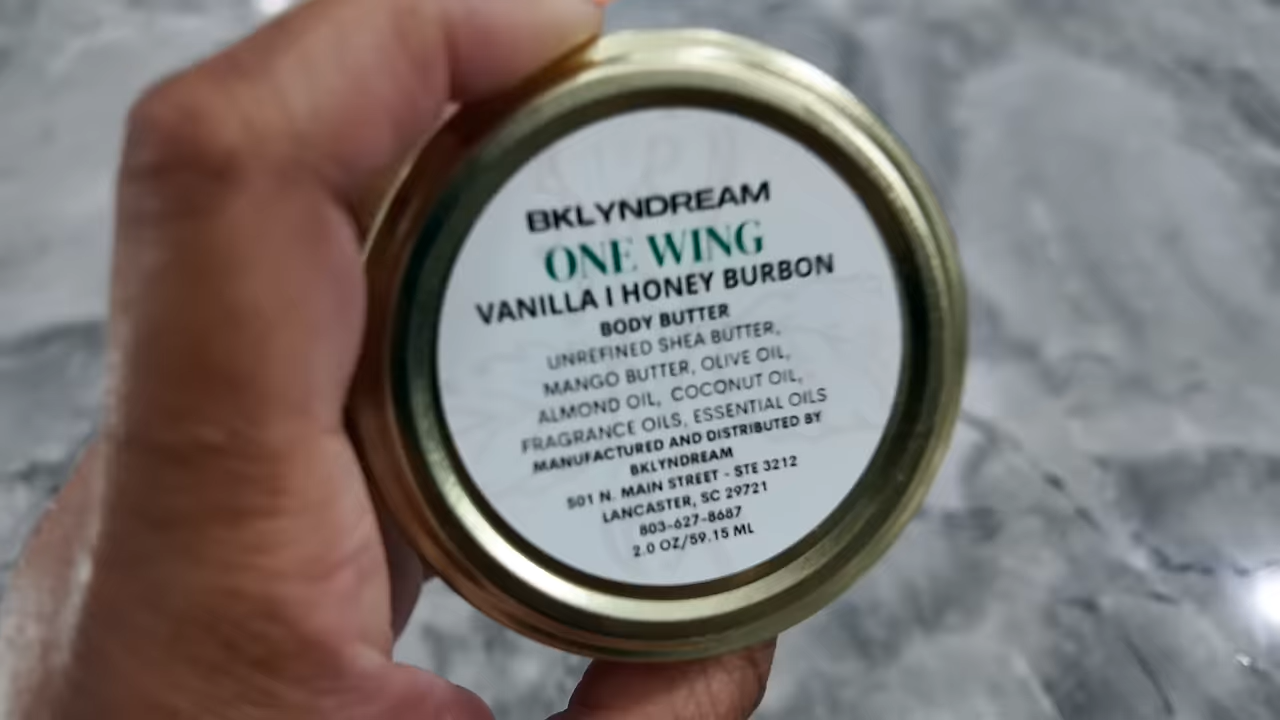 BKLYNDREAM
ONE WING
VANILLA I HONEY BURBON
BODY BUTTER
UNREFINED SHEA BUTTER,
MANGO BUTTER, OLIVE OIL,
ALMOND OIL, COCONUT OIL,
FRAGRANCE OILS, ESSENTIAL OILS
MANUFACTURED AND DISTRIBUTED BY
BKLYNDREAM
501 N. MAIN STREET - STE 3212
LANCASTER, SC 29721
803-627-8687
2.0 OZ/59.15 ML